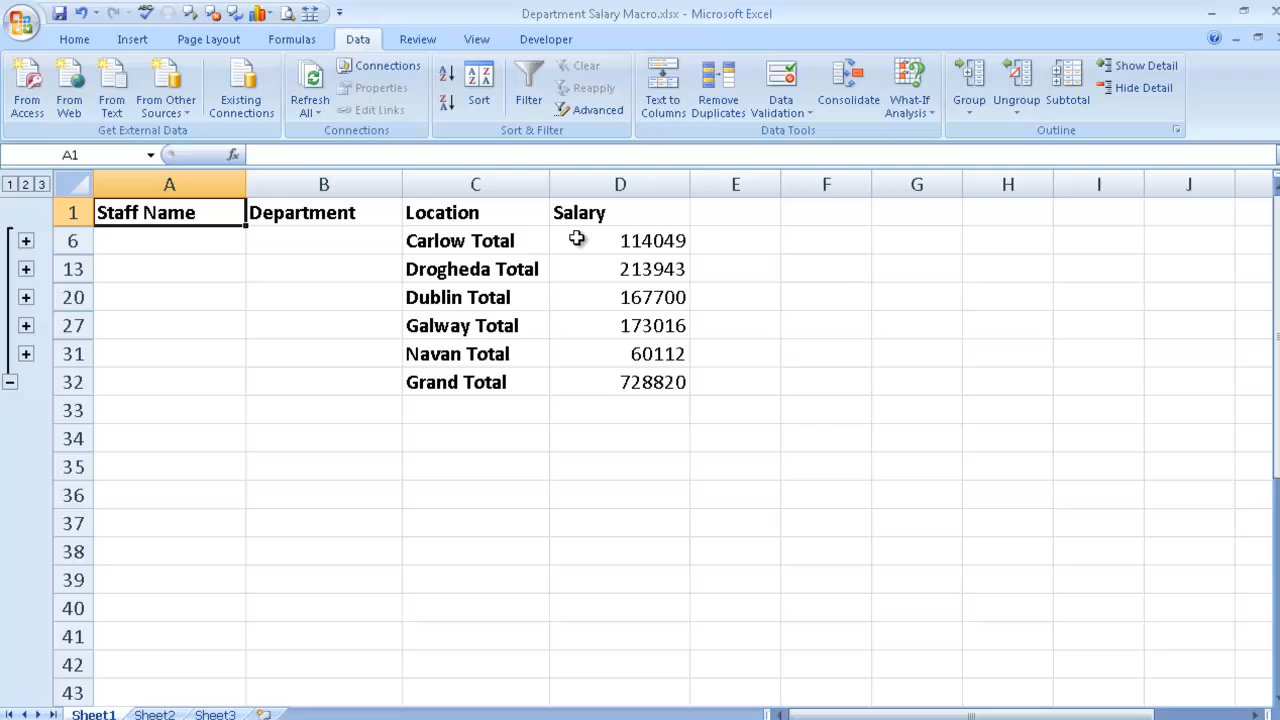 Department Salary Macro.xlsx - Microsoft Excel
Home Insert Page Layout Formulas Data Review View Developer
From Access
From Web
From Text
From Other Sources
Existing Connections
Get External Data
Refresh All
Connections
Properties
Edit Links
Connections
Sort
Filter
Clear
Reapply
Advanced
Sort & Filter
Text to Columns
Remove Duplicates
Data Validation
Consolidate
What-If Analysis
Data Tools
Group
Ungroup
Subtotal
Show Detail
Hide Detail
Outline
A1 fx
1 2 3 A B C D E F G H I J
1 Staff Name Department Location Salary
6 Carlow Total 114049
13 Drogheda Total 213943
20 Dublin Total 167700
27 Galway Total 173016
31 Navan Total 60112
32 Grand Total 728820
33
34
35
36
37
38
39
40
41
42
43
Sheet1 Sheet2 Sheet3